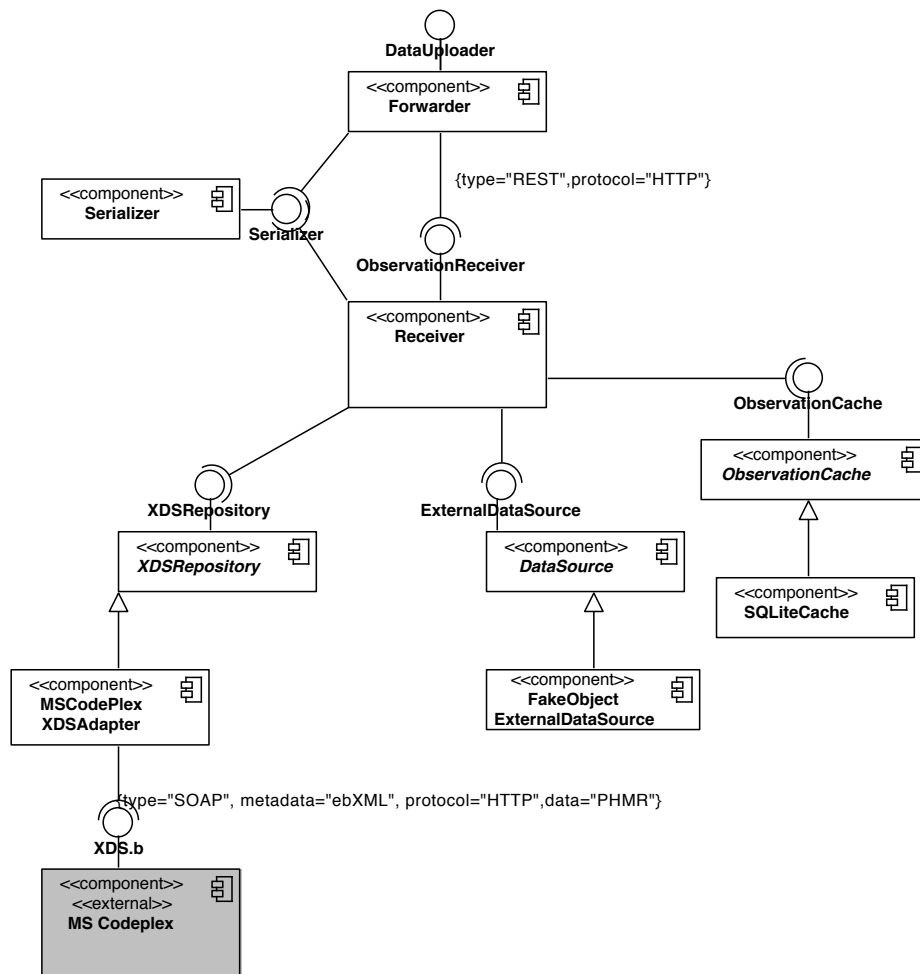 DataUploader
<<component>>
Forwarder
{type="REST",protocol="HTTP"}
<<component>>
Serializer
Serializer
ObservationReceiver
<<component>>
Receiver
ObservationCache
<<component>>
ObservationCache
XDSRepository
ExternalDataSource
<<component>>
XDSRepository
<<component>>
DataSource
<<component>>
SQLiteCache
<<component>>
MSCodePlex
XDSAdapter
<<component>>
FakeObject
ExternalDataSource
{type="SOAP", metadata="ebXML", protocol="HTTP",data="PHMR"}
XDS.b
<<component>>
<<external>>
MS Codeplex